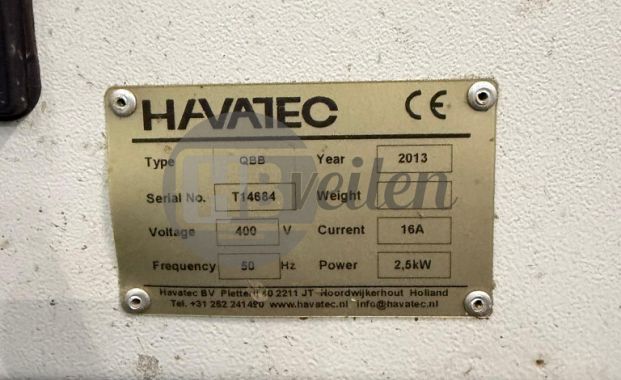 HAVATEC CE
Type QBB Year 2013
Serial No. T14684 Weight
Voltage 400 V Current 16A
Frequency 50 Hz Power 2,5kW
Havatec BV Pletterij 40 2211 JT Noordwijkerhout Holland
Tel. +31 252 241490 www.havatec.nl info@havatec.nl
HB veilen